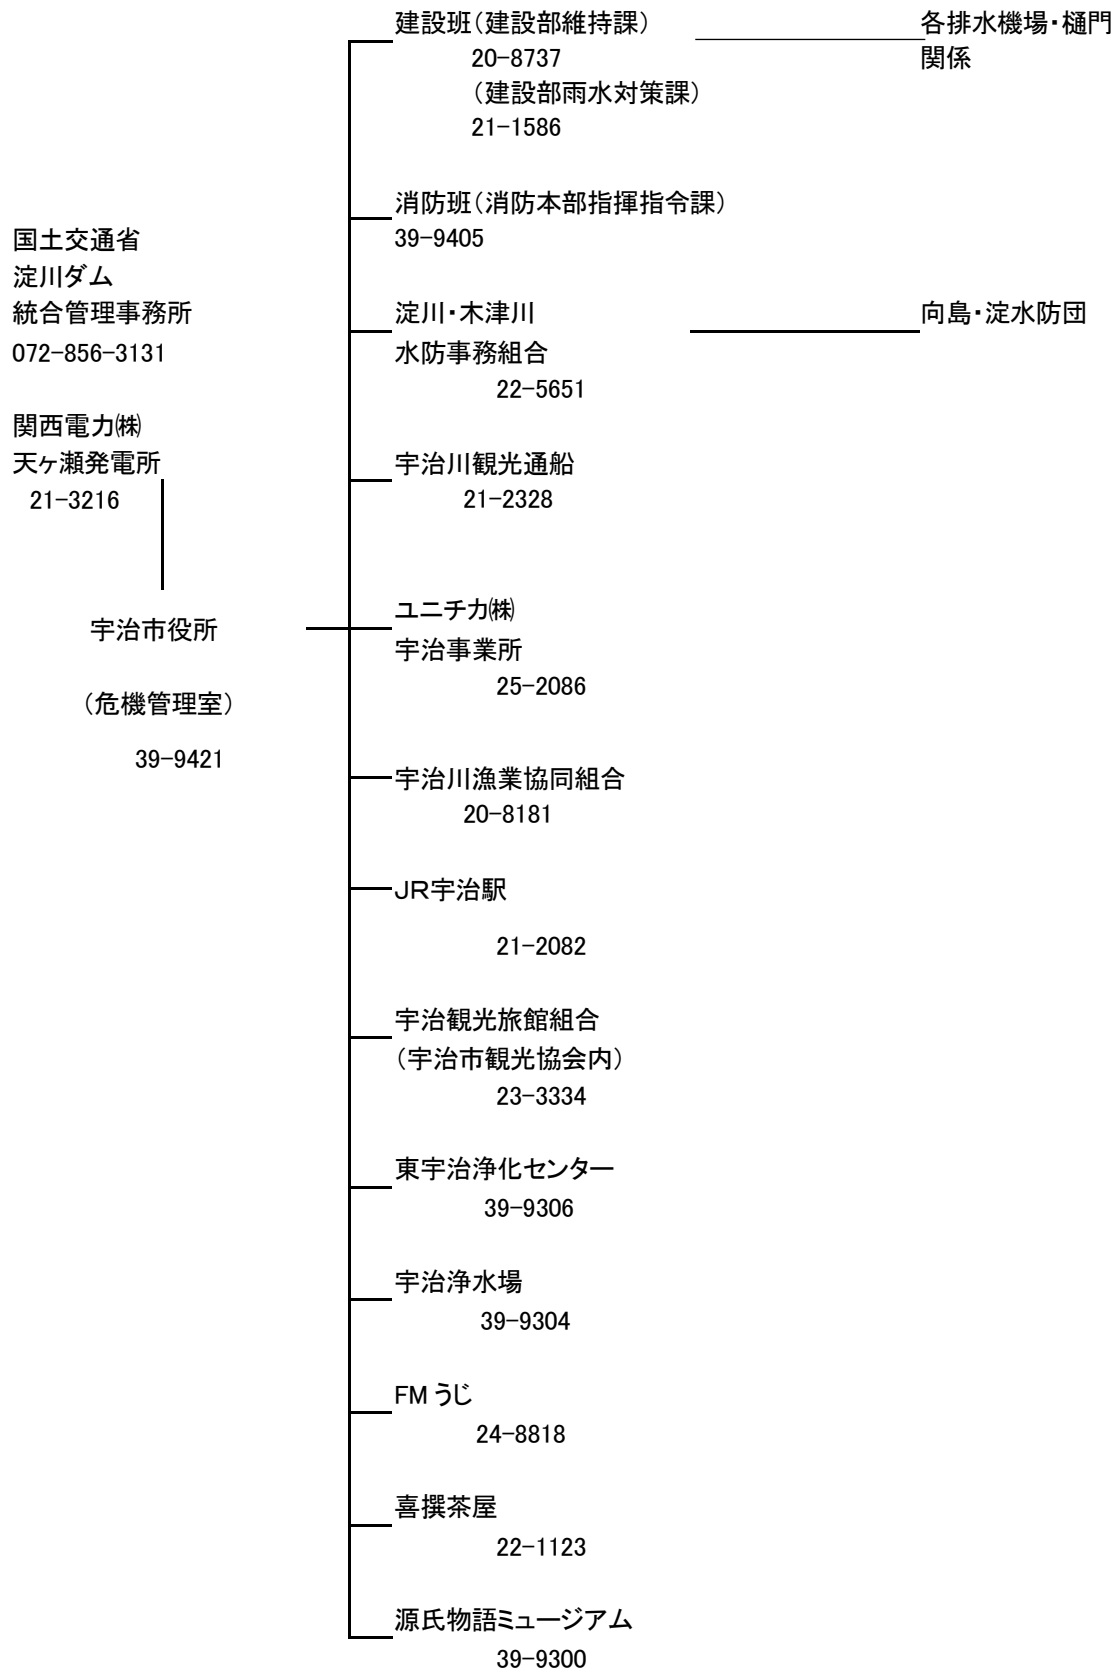 国土交通省
淀川ダム
統合管理事務所
072-856-3131
関西電力㈱
天ヶ瀬発電所
21-3216
宇治市役所
（危機管理室）
39-9421
建設班（建設部維持課）
20-8737
（建設部雨水対策課）
21-1586
各排水機場・樋門
関係
消防班（消防本部指揮指令課）
39-9405
淀川・木津川
水防事務組合
22-5651
向島・淀水防団
宇治川観光通船
21-2328
ユニチカ㈱
宇治事業所
25-2086
宇治川漁業協同組合
20-8181
JR宇治駅
21-2082
宇治観光旅館組合
（宇治市観光協会内）
23-3334
東宇治浄化センター
39-9306
宇治浄水場
39-9304
FM うじ
24-8818
喜撰茶屋
22-1123
源氏物語ミュージアム
39-9300